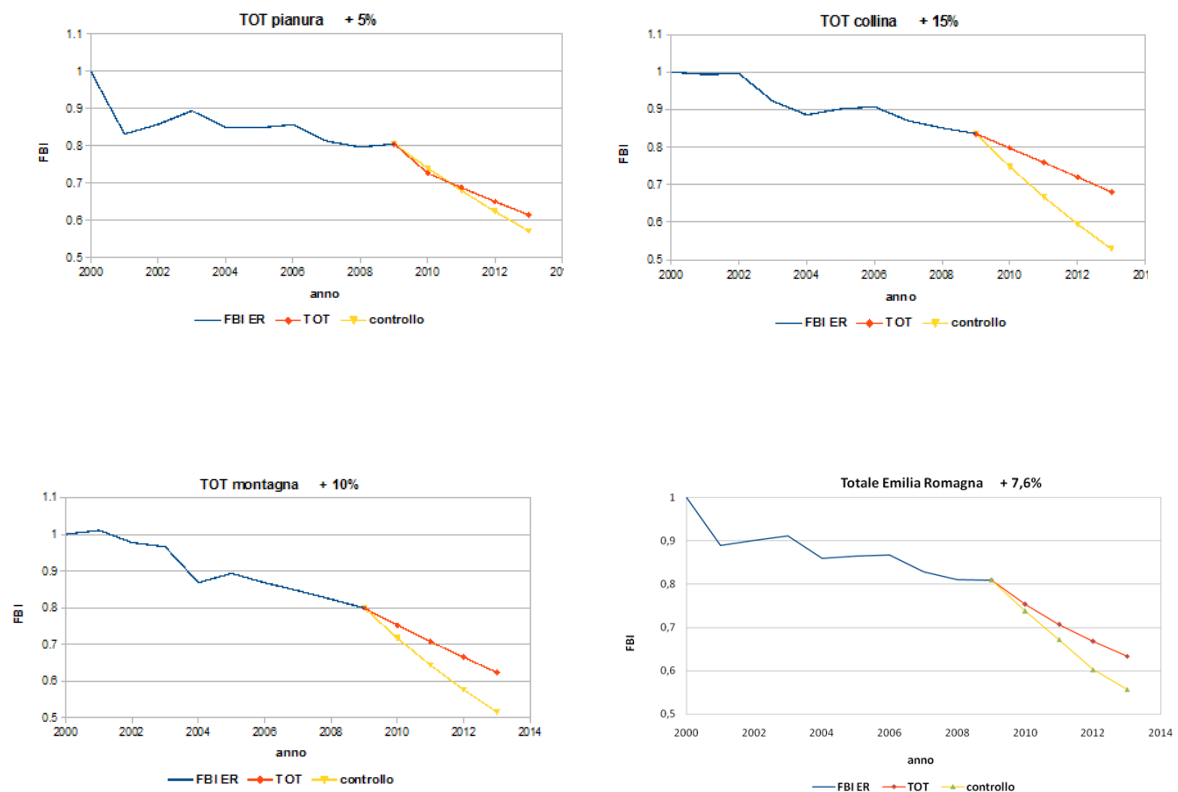 TOT pianura + 5%
1.1
1
0.9
0.8
0.7
0.6
0.5
FBI
2000 2002 2004 2006 2008 2010 2012 201
anno
FBI ER TOT controllo
TOT collina + 15%
1.1
1
0.9
0.8
0.7
0.6
0.5
FBI
2000 2002 2004 2006 2008 2010 2012 201
anno
FBI ER TOT controllo
TOT montagna + 10%
1.1
1
0.9
0.8
0.7
0.6
0.5
FBI
2000 2002 2004 2006 2008 2010 2012 2014
anno
FBI ER TOT controllo
Totale Emilia Romagna + 7,6%
1
0,9
0,8
0,7
0,6
0,5
FBI
2000 2002 2004 2006 2008 2010 2012 2014
anno
FBI ER TOT controllo